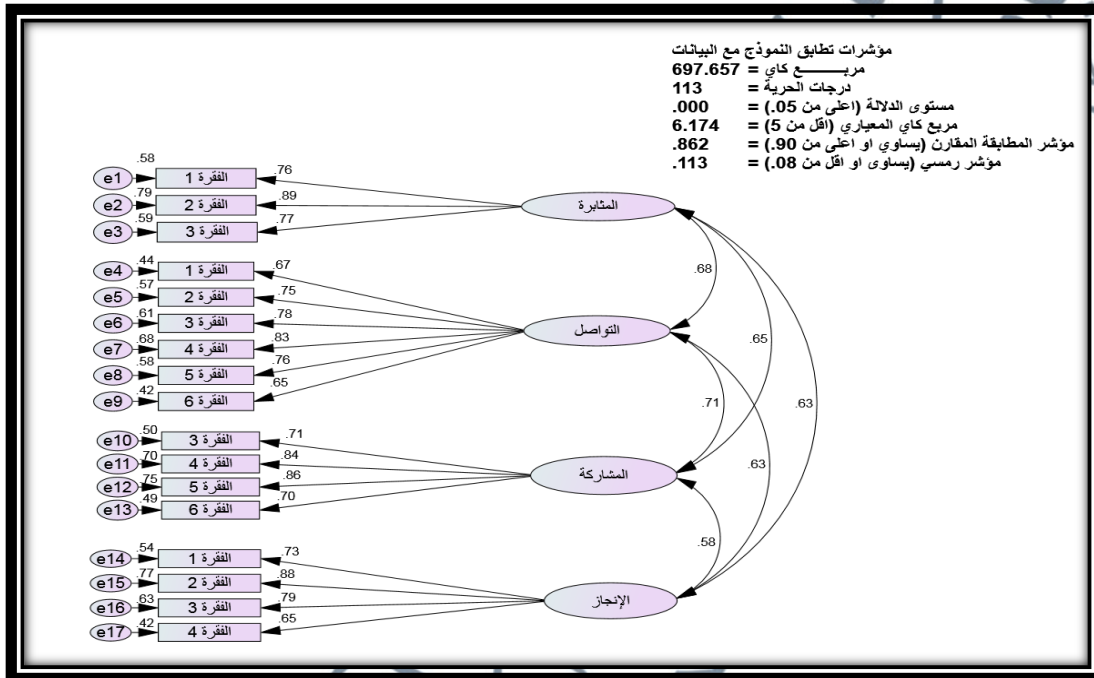 مؤشرات تطابق النموذج مع البيانات
مربـــــــع كاي = 697.657
درجات الحرية = 113
مستوى الدلالة (اعلى من 05.) = 000.
مربع كاي المعياري (اقل من 5) = 6.174
مؤشر المطابقة المقارن (يساوي او اعلى من 90.) = 862.
مؤشر رمسي (يساوى او اقل من 08.) = 113.
e1 .58 الفقرة 1 .76
e2 .79 الفقرة 2 .89
e3 .59 الفقرة 3 .77
المثابرة
e4 .44 الفقرة 1 .67
e5 .57 الفقرة 2 .75
e6 .61 الفقرة 3 .78
e7 .68 الفقرة 4 .83
e8 .58 الفقرة 5 .76
e9 .42 الفقرة 6 .65
التواصل
e10 .50 الفقرة 3 .71
e11 .70 الفقرة 4 .84
e12 .75 الفقرة 5 .86
e13 .49 الفقرة 6 .70
المشاركة
e14 .54 الفقرة 1 .73
e15 .77 الفقرة 2 .88
e16 .63 الفقرة 3 .79
e17 .42 الفقرة 4 .65
الإنجاز
.68
.65
.71
.63
.63
.58